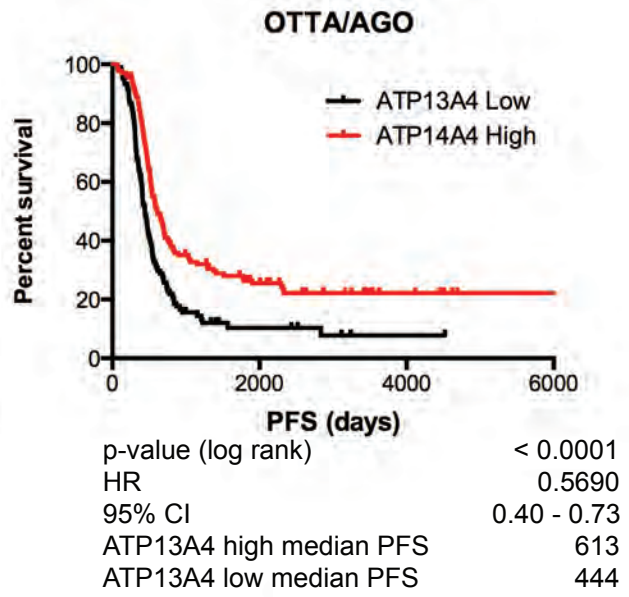 OTTA/AGO
Percent survival
100
80
60
40
20
0
ATP13A4 Low
ATP14A4 High
0 2000 4000 6000
PFS (days)
p-value (log rank) < 0.0001
HR 0.5690
95% CI 0.40 - 0.73
ATP13A4 high median PFS 613
ATP13A4 low median PFS 444